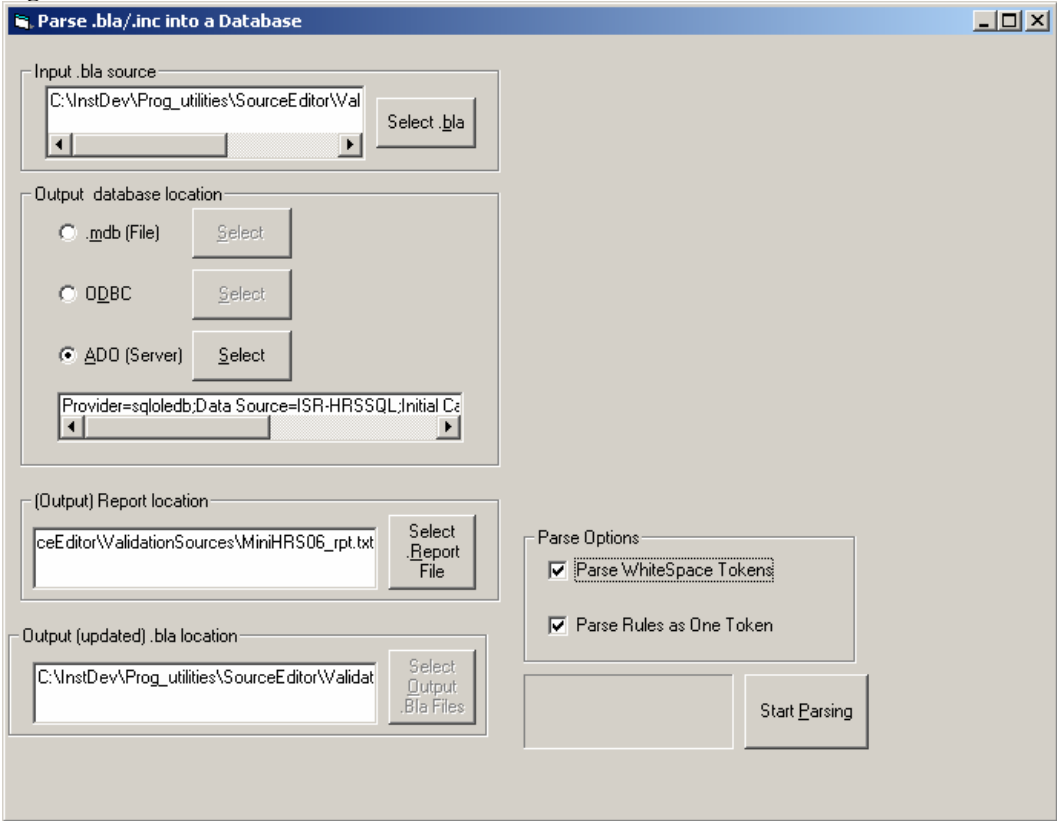 Parse .bla/.inc into a Database
Input .bla source
C:\InstDev\Prog_utilities\SourceEditor\Val
Select .bla
Output database location
.mdb (File)
Select
ODBC
Select
ADO (Server)
Select
Provider=sqloledb;Data Source=ISR-HRSSQL;Initial Ca
(Output) Report location
ceEditor\ValidationSources\MiniHRS06_rpt.txt
Select
.Report
File
Parse Options
Parse WhiteSpace Tokens
Parse Rules as One Token
Output (updated) .bla location
C:\InstDev\Prog_utilities\SourceEditor\Validat
Select
Output
.Bla Files
Start Parsing